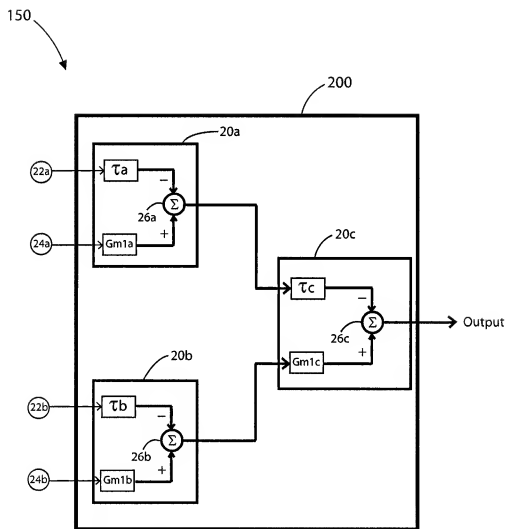 150
200
20a
22a
τa
−
26a
Σ
+
24a
Gm1a
20c
τc
−
26c
Σ
Output
+
Gm1c
20b
22b
τb
−
26b
Σ
+
24b
Gm1b